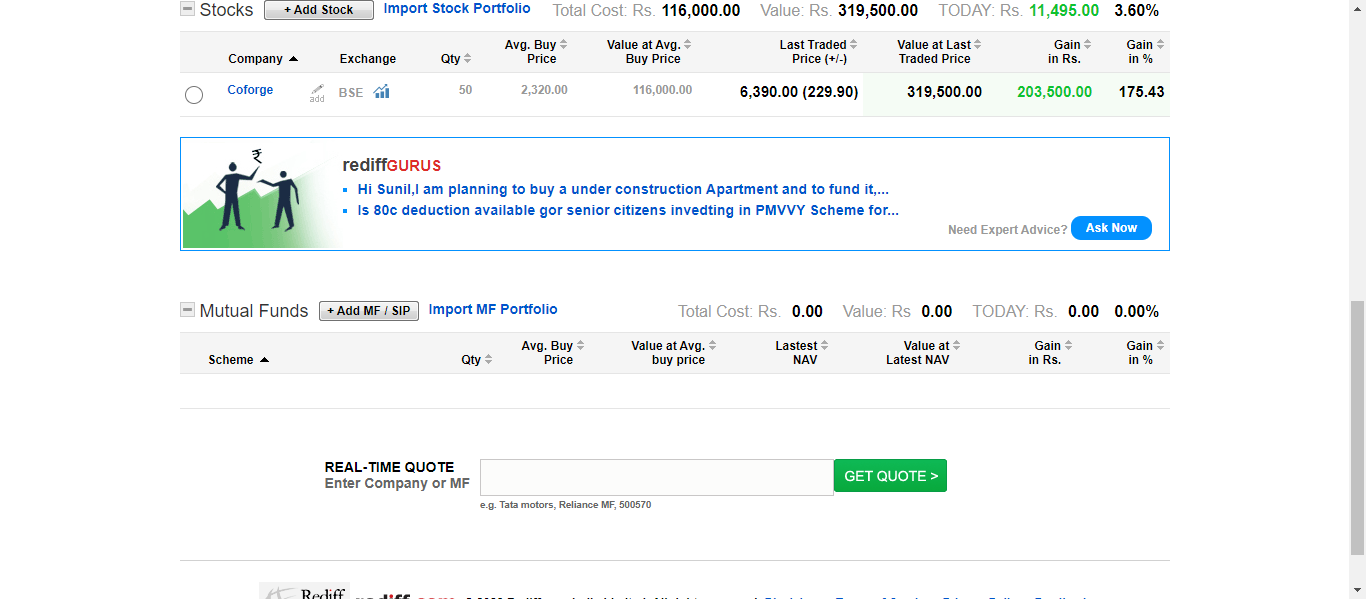 Stocks + Add Stock Import Stock Portfolio Total Cost: Rs. 116,000.00 Value: Rs. 319,500.00 TODAY: Rs. 11,495.00 3.60%
Company Exchange Qty Avg. Buy Price Value at Avg. Buy Price Last Traded Price (+/-) Value at Last Traded Price Gain in Rs. Gain in %
Coforge add BSE 50 2,320.00 116,000.00 6,390.00 (229.90) 319,500.00 203,500.00 175.43
₹
rediffGURUS
Hi Sunil,I am planning to buy a under construction Apartment and to fund it,...
Is 80c deduction available gor senior citizens invedting in PMVVY Scheme for...
Need Expert Advice? Ask Now
Mutual Funds + Add MF / SIP Import MF Portfolio Total Cost: Rs. 0.00 Value: Rs 0.00 TODAY: Rs. 0.00 0.00%
Scheme Qty Avg. Buy Price Value at Avg. buy price Lastest NAV Value at Latest NAV Gain in Rs. Gain in %
REAL-TIME QUOTE
Enter Company or MF GET QUOTE >
e.g. Tata motors, Reliance MF, 500570
Rediff